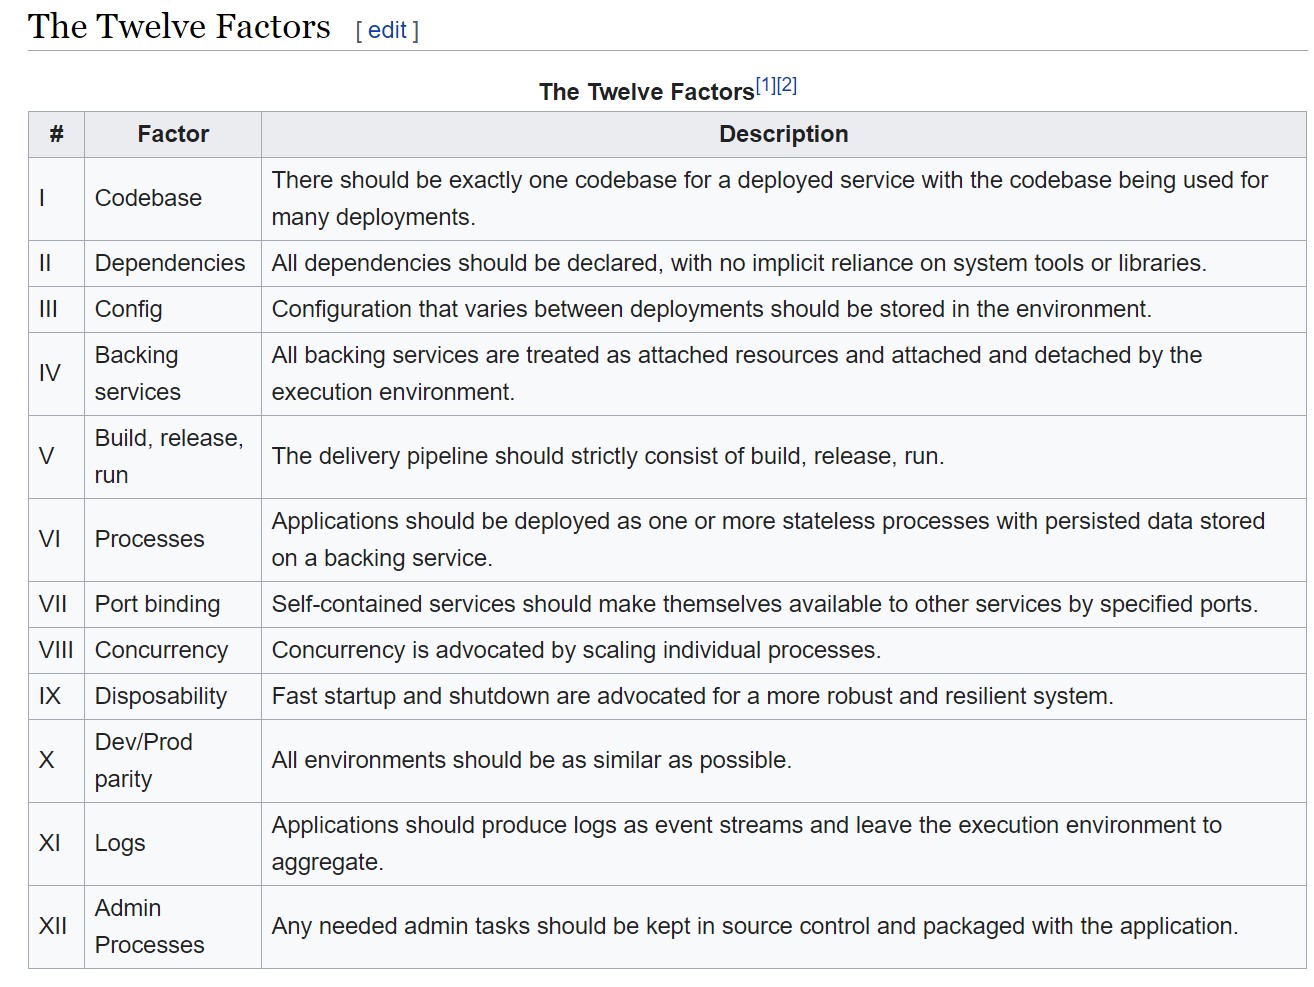 The Twelve Factors [ edit ]
The Twelve Factors[1][2]
# Factor Description
I Codebase There should be exactly one codebase for a deployed service with the codebase being used for
many deployments.
II Dependencies All dependencies should be declared, with no implicit reliance on system tools or libraries.
III Config Configuration that varies between deployments should be stored in the environment.
IV Backing
services All backing services are treated as attached resources and attached and detached by the
execution environment.
V Build, release,
run The delivery pipeline should strictly consist of build, release, run.
VI Processes Applications should be deployed as one or more stateless processes with persisted data stored
on a backing service.
VII Port binding Self-contained services should make themselves available to other services by specified ports.
VIII Concurrency Concurrency is advocated by scaling individual processes.
IX Disposability Fast startup and shutdown are advocated for a more robust and resilient system.
X Dev/Prod
parity All environments should be as similar as possible.
XI Logs Applications should produce logs as event streams and leave the execution environment to
aggregate.
XII Admin
Processes Any needed admin tasks should be kept in source control and packaged with the application.